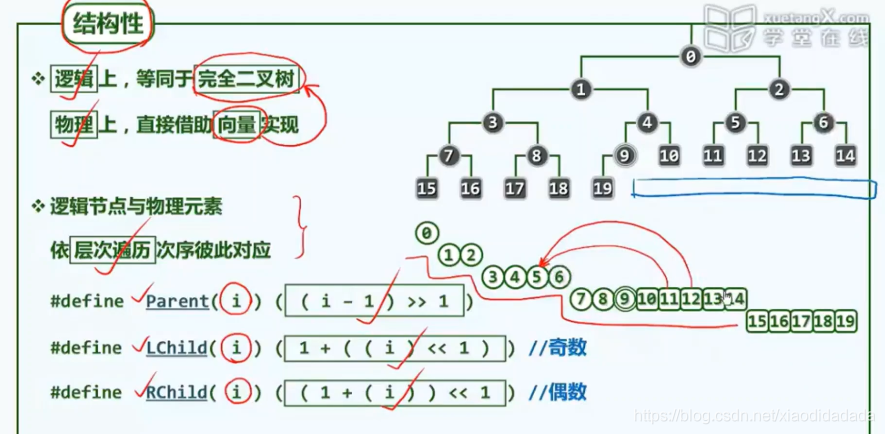 结构性
xuetangX.com
学堂在线
❖ 逻辑上,等同于完全二叉树
物理上,直接借助向量实现
❖ 逻辑节点与物理元素
依层次遍历次序彼此对应
#define Parent( i ) ( ( i - 1 ) >> 1 )
#define LChild( i ) ( 1 + ( ( i ) << 1 ) ) //奇数
#define RChild( i ) ( ( 1 + ( i ) ) << 1 ) //偶数
0
1 2
3 4 5 6
7 8 9 10 11 12 13 14
15 16 17 18 19
0
1 2
3 4 5 6
7 8 9 10 11 12 13 14
15 16 17 18 19
https://blog.csdn.net/xiaodidadada